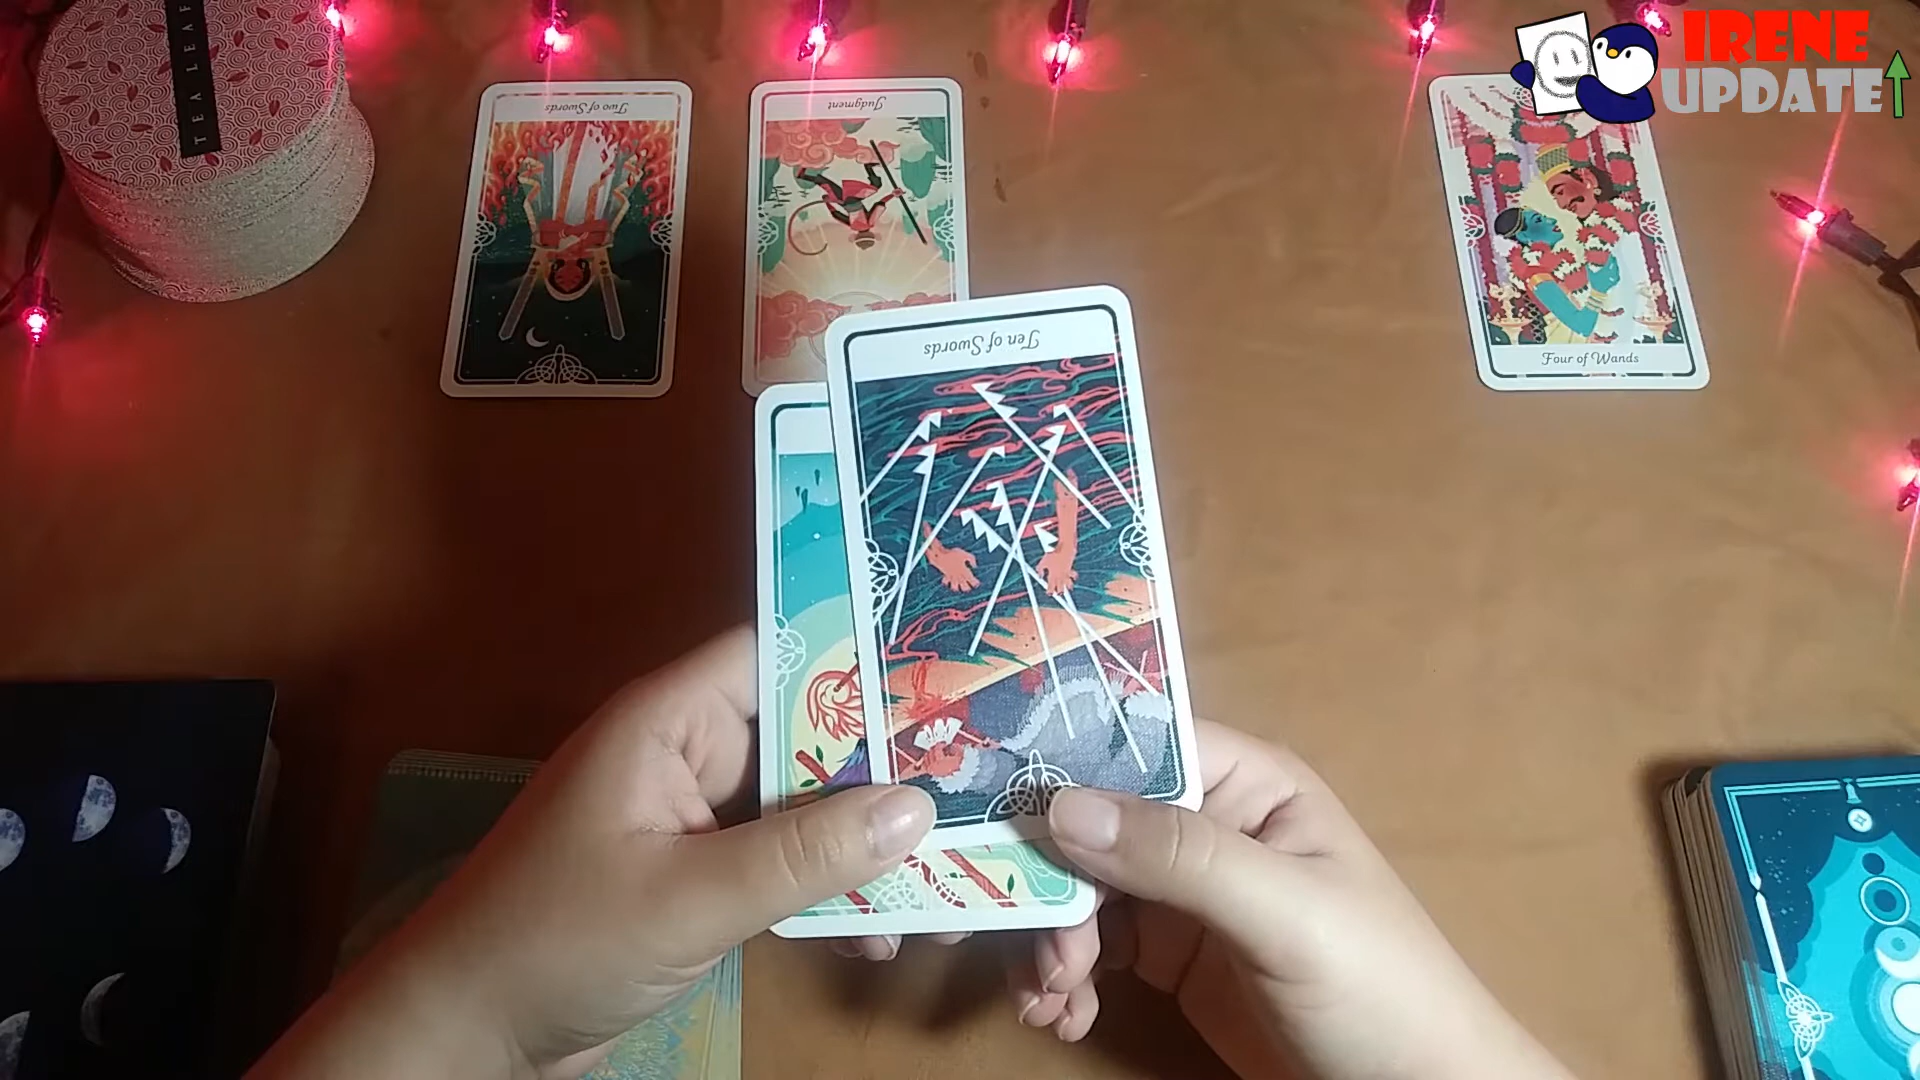 TEA LEAF
Two of Swords
Judgment
IRENE
UPDATE
Four of Wands
Ten of Swords